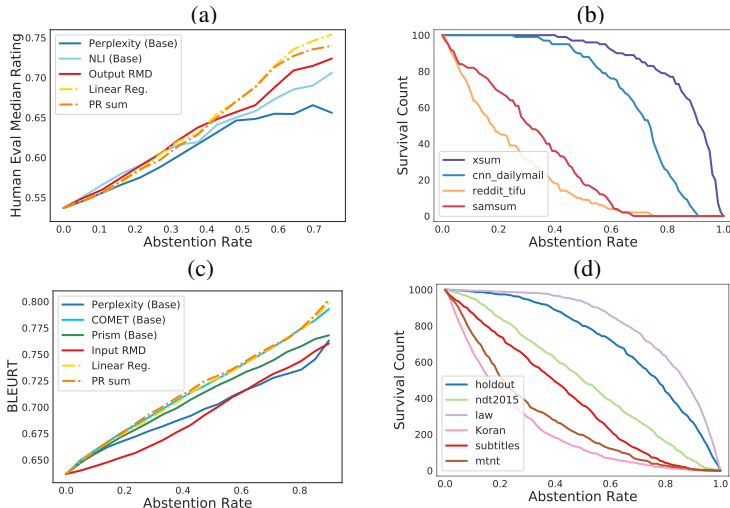 (a)
Human Eval Median Rating
0.75
0.70
0.65
0.60
0.55
Perplexity (Base)
NLI (Base)
Output RMD
Linear Reg.
PR sum
0.0 0.1 0.2 0.3 0.4 0.5 0.6 0.7
Abstention Rate
(b)
Survival Count
100
80
60
40
20
0
xsum
cnn_dailymail
reddit_tifu
samsum
0.0 0.2 0.4 0.6 0.8 1.0
Abstention Rate
(c)
BLEURT
0.800
0.775
0.750
0.725
0.700
0.675
0.650
Perplexity (Base)
COMET (Base)
Prism (Base)
Input RMD
Linear Reg.
PR sum
0.0 0.2 0.4 0.6 0.8
Abstention Rate
(d)
Survival Count
1000
800
600
400
200
0
holdout
ndt2015
law
Koran
subtitles
mtnt
0.0 0.2 0.4 0.6 0.8 1.0
Abstention Rate